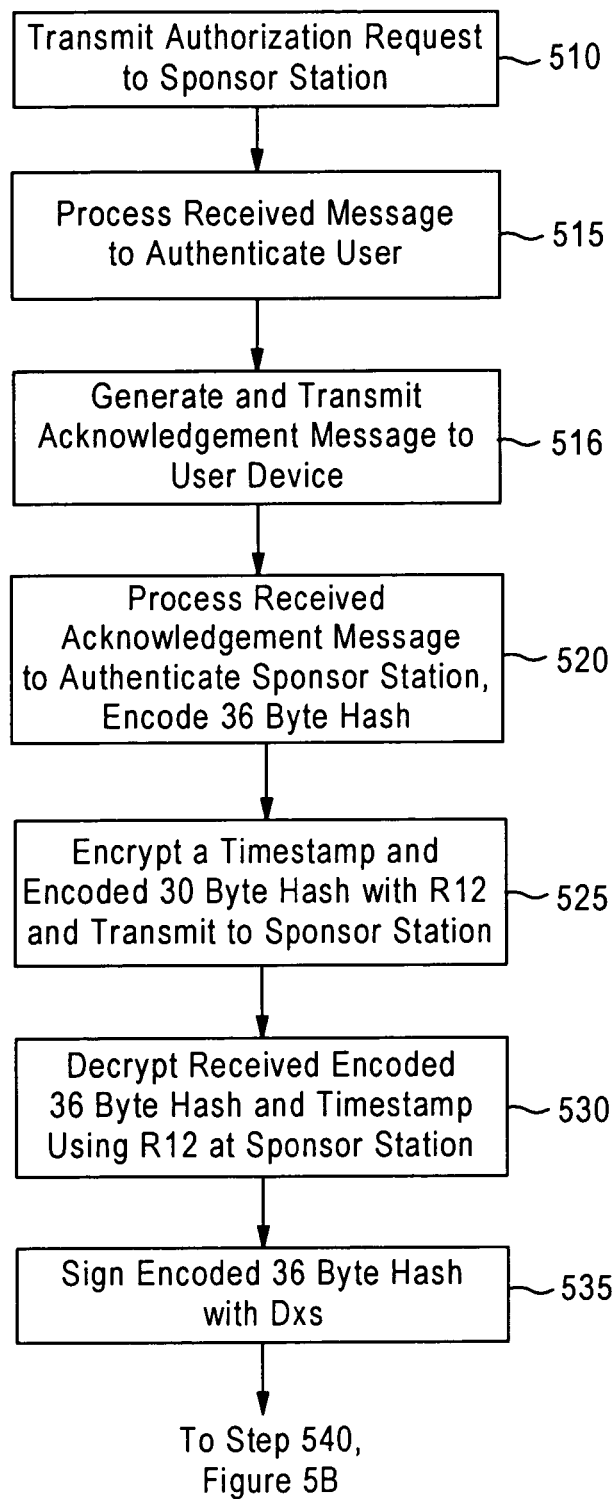 Transmit Authorization Request
to Sponsor Station
510
Process Received Message
to Authenticate User
515
Generate and Transmit
Acknowledgement Message to
User Device
516
Process Received
Acknowledgement Message
to Authenticate Sponsor Station,
Encode 36 Byte Hash
520
Encrypt a Timestamp and
Encoded 30 Byte Hash with R12
and Transmit to Sponsor Station
525
Decrypt Received Encoded
36 Byte Hash and Timestamp
Using R12 at Sponsor Station
530
Sign Encoded 36 Byte Hash
with Dxs
535
To Step 540,
Figure 5B